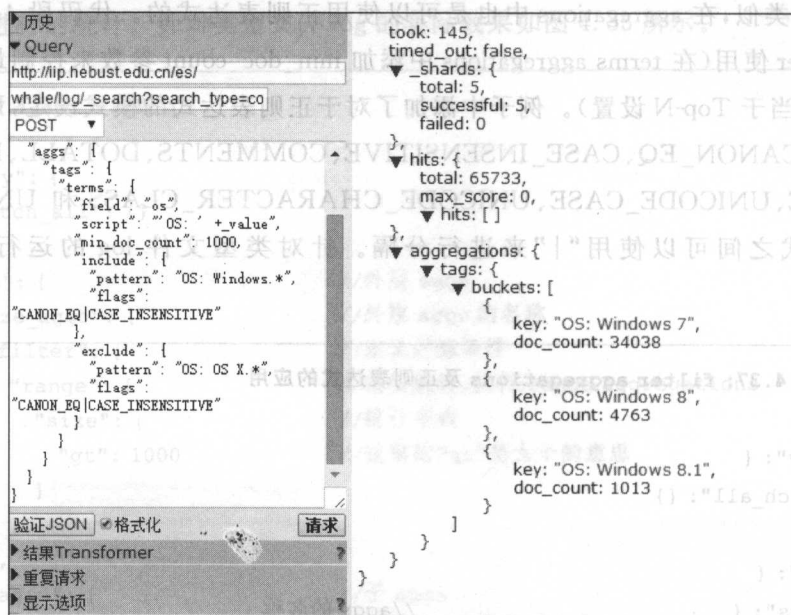 历史
Query
http://iip.hebust.edu.cn/es/
whale/log/_search?search_type=co
POST
"aggs": {
"tags": {
"terms": {
"field": "os",
"script": "'OS: ' +_value",
"min_doc_count": 1000,
"include": {
"pattern": "OS: Windows.*",
"flags":
"CANON_EQ|CASE_INSENSITIVE"
},
"exclude": {
"pattern": "OS: OS X.*",
"flags":
"CANON_EQ|CASE_INSENSITIVE"
}
}
}
}
}
验证JSON 格式化 请求
结果Transformer ?
重复请求
显示选项 ?
took: 145,
timed_out: false,
_shards: {
total: 5,
successful: 5,
failed: 0
},
hits: {
total: 65733,
max_score: 0,
hits: [ ]
},
aggregations: {
tags: {
buckets: [
{
key: "OS: Windows 7",
doc_count: 34038
},
{
key: "OS: Windows 8",
doc_count: 4763
},
{
key: "OS: Windows 8.1",
doc_count: 1013
}
]
}
}
}